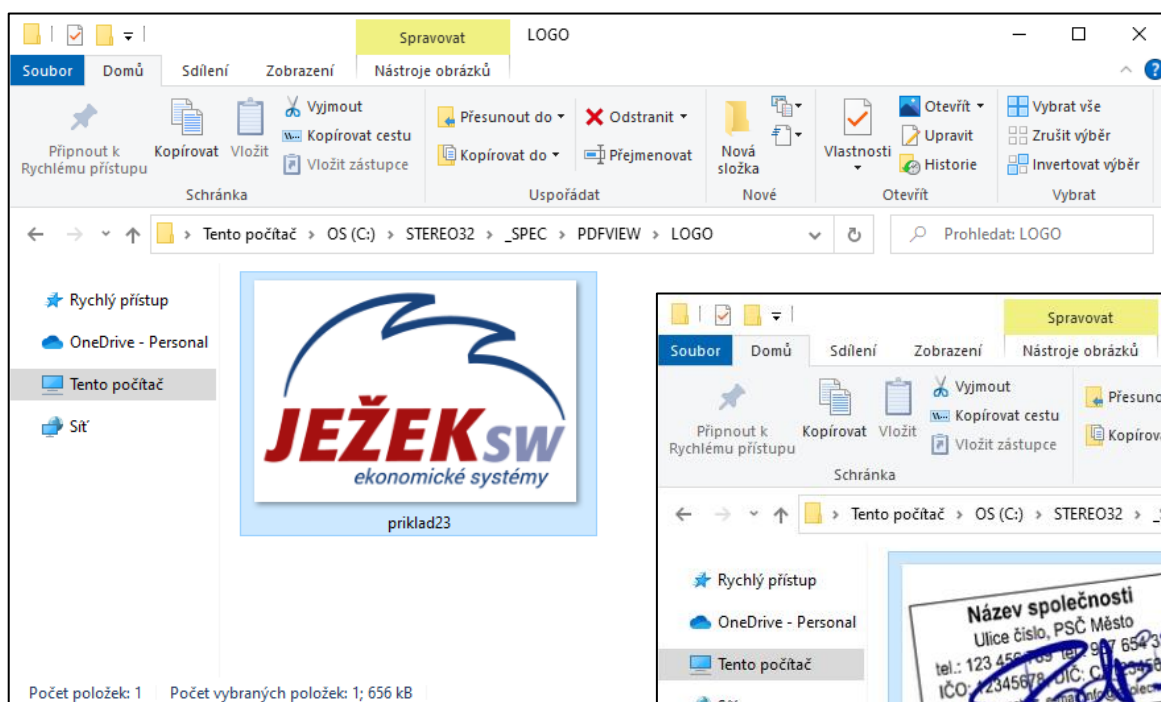 Spravovat LOGO
Soubor Domů Sdílení Zobrazení Nástroje obrázků
Připnout k Rychlému přístupu
Kopírovat
Vložit
Vyjmout
Kopírovat cestu
Vložit zástupce
Schránka
Přesunout do
Kopírovat do
Odstranit
Přejmenovat
Uspořádat
Nová složka
Nové
Vlastnosti
Otevřít
Upravit
Historie
Otevřít
Vybrat vše
Zrušit výběr
Invertovat výběr
Vybrat
Tento počítač > OS (C:) > STEREO32 > _SPEC > PDFVIEW > LOGO
Prohledat: LOGO
Rychlý přístup
OneDrive - Personal
Tento počítač
Síť
JEŽEK SW
ekonomické systémy
priklad23
Počet položek: 1 Počet vybraných položek: 1; 656 kB
Spravovat
Soubor Domů Sdílení Zobrazení Nástroje obrázků
Připnout k Rychlému přístupu
Kopírovat
Vložit
Vyjmout
Kopírovat cestu
Vložit zástupce
Schránka
Tento počítač > OS (C:) > STEREO32 >
Rychlý přístup
OneDrive - Personal
Tento počítač
Název společnosti
Ulice číslo, PSČ Město
tel.: 123
IČO: 12345678, DIČ: